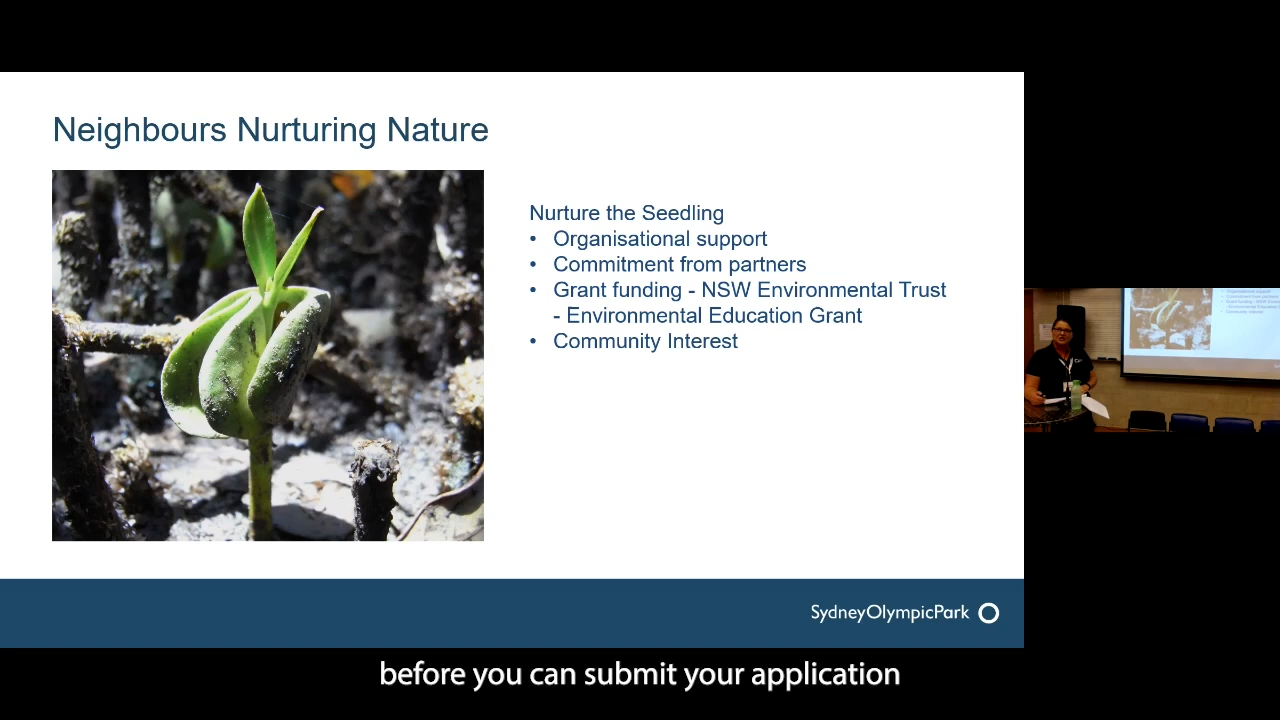 Neighbours Nurturing Nature
Nurture the Seedling
• Organisational support
• Commitment from partners
• Grant funding - NSW Environmental Trust
- Environmental Education Grant
• Community Interest
SydneyOlympicPark
before you can submit your application